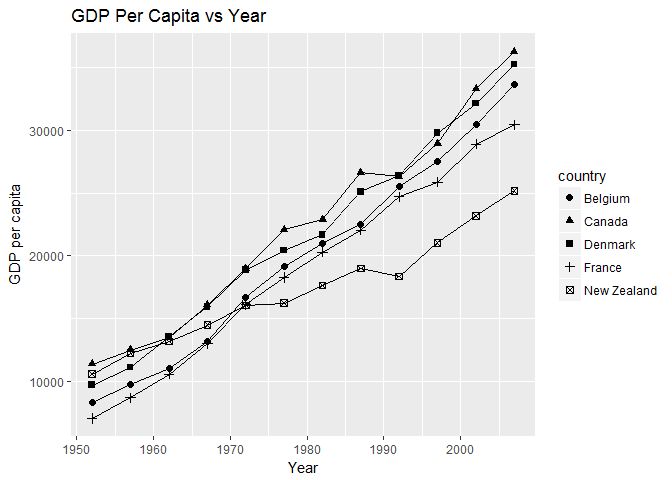 GDP Per Capita vs Year
GDP per capita
30000
20000
10000
1950 1960 1970 1980 1990 2000
Year
country
Belgium
Canada
Denmark
France
New Zealand